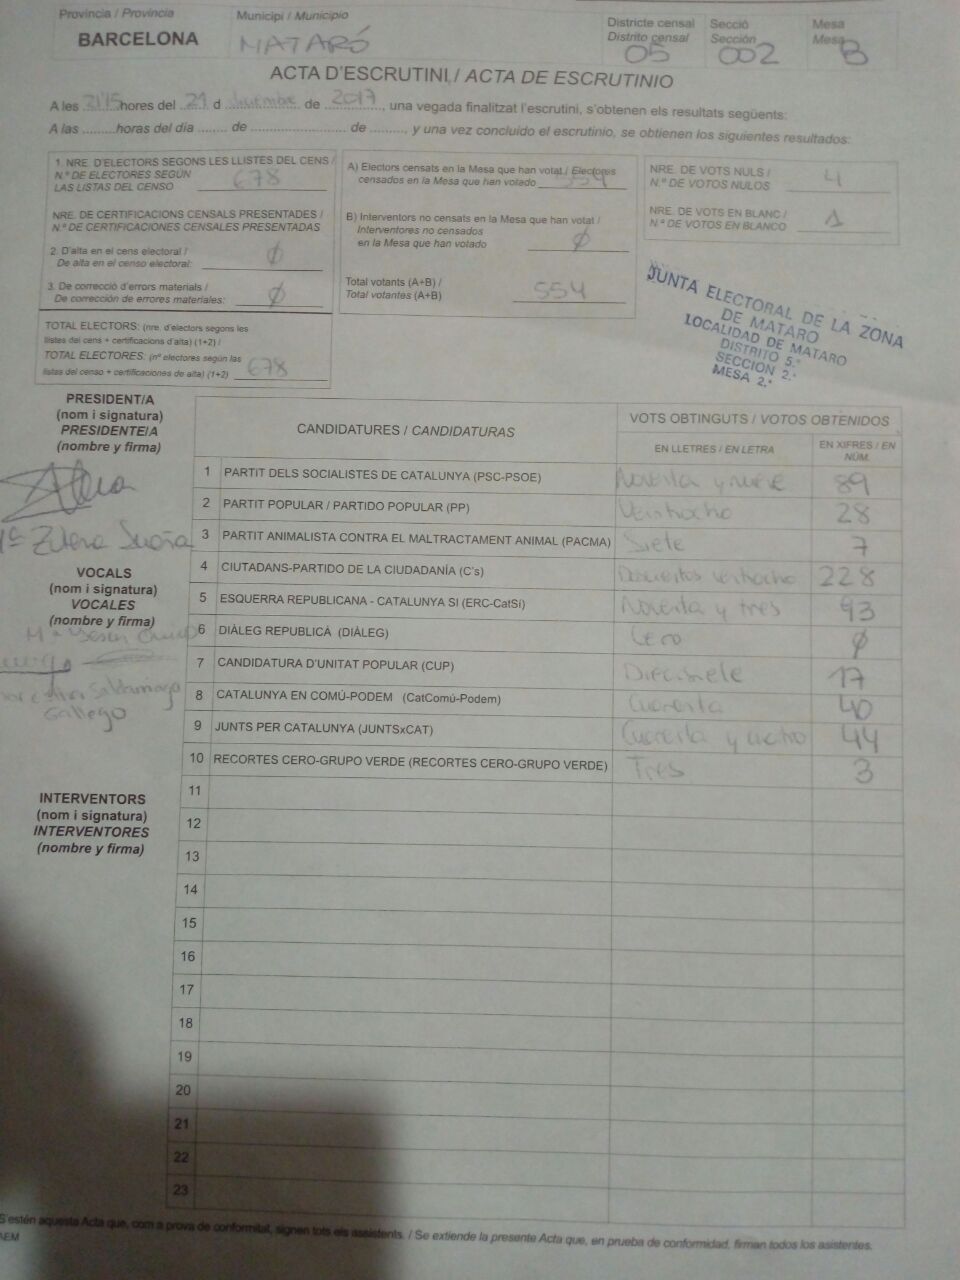 Provincia / Provincia
BARCELONA
Municipi / Municipio
MATARÓ
Districte censal
Distrito censal
05
Secció
Sección
002
Mesa
Mesa
B
ACTA D'ESCRUTINI / ACTA DE ESCRUTINIO
A les 21'15 hores del 21 d diciembre de 2017, una vegada finalitzat l'escrutini, s'obtenen els resultats següents:
A las .........horas del día ........ de .......................... de .........., y una vez concluido el escrutinio, se obtienen los siguientes resultados:
1. NRE. D'ELECTORS SEGONS LES LLISTES DEL CENS /
N.º DE ELECTORES SEGÚN
LAS LISTAS DEL CENSO 678
NRE. DE CERTIFICACIONS CENSALS PRESENTADES /
N.º DE CERTIFICACIONES CENSALES PRESENTADAS
2. D'alta en el cens electoral /
De alta en el censo electoral: Ø
3. De correcció d'errors materials /
De corrección de errores materiales: Ø
TOTAL ELECTORS: (nre. d'electors segons les
llistes del cens + certificacions d'alta) (1+2) /
TOTAL ELECTORES: (nº electores según las
listas del censo + certificaciones de alta) (1+2) 678
A) Electors censats en la Mesa que han votat / Electores
censados en la Mesa que han votado 554
B) Interventors no censats en la Mesa que han votat /
Interventores no censados
en la Mesa que han votado Ø
Total votants (A+B) /
Total votantes (A+B) 554
NRE. DE VOTS NULS /
N.º DE VOTOS NULOS 4
NRE. DE VOTS EN BLANC /
N.º DE VOTOS EN BLANCO 1
JUNTA ELECTORAL DE LA ZONA
DE MATARO
LOCALIDAD DE MATARO
DISTRITO 5.º
SECCION 2.ª
MESA 2.ª
PRESIDENT/A
(nom i signatura)
PRESIDENTE/A
(nombre y firma)
VOCALS
(nom i signatura)
VOCALES
(nombre y firma)
Gallego
INTERVENTORS
(nom i signatura)
INTERVENTORES
(nombre y firma)
CANDIDATURES / CANDIDATURAS
VOTS OBTINGUTS / VOTOS OBTENIDOS
EN LLETRES / EN LETRA
EN XIFRES / EN NÚM.
1 PARTIT DELS SOCIALISTES DE CATALUNYA (PSC-PSOE) 89
2 PARTIT POPULAR / PARTIDO POPULAR (PP) Veintiocho 28
3 PARTIT ANIMALISTA CONTRA EL MALTRACTAMENT ANIMAL (PACMA) Siete 7
4 CIUTADANS-PARTIDO DE LA CIUDADANÍA (C's) 228
5 ESQUERRA REPUBLICANA - CATALUNYA SI (ERC-CatSí) Noventa y tres 93
6 DIÀLEG REPUBLICÀ (DIÀLEG) Cero Ø
7 CANDIDATURA D'UNITAT POPULAR (CUP) Diecisiete 17
8 CATALUNYA EN COMÚ-PODEM (CatComú-Podem) Cuarenta 40
9 JUNTS PER CATALUNYA (JUNTSxCAT) Cuarenta y cuatro 44
10 RECORTES CERO-GRUPO VERDE (RECORTES CERO-GRUPO VERDE) Tres 3
11
12
13
14
15
16
17
18
19
20
21
22
23
S'estén aquesta Acta que, com a prova de conformitat, signen tots els assistents. / Se extiende la presente Acta que, en prueba de conformidad, firman todos los asistentes.